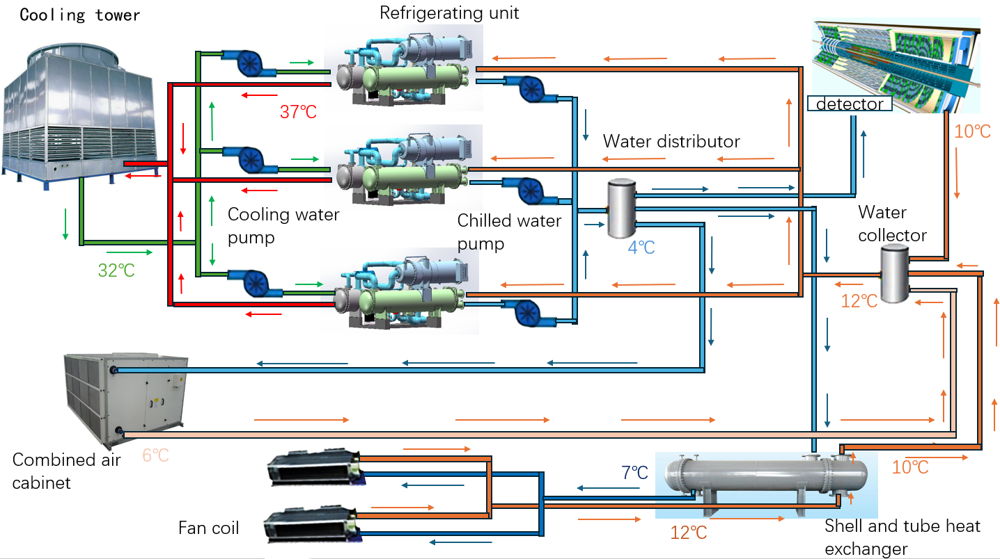 Cooling tower
Refrigerating unit
detector
37℃
10℃
Water distributor
Cooling water
pump
Chilled water
pump
Water
collector
4℃
32℃
12℃
Combined air
cabinet
6℃
7℃
10℃
Fan coil
12℃
Shell and tube heat
exchanger